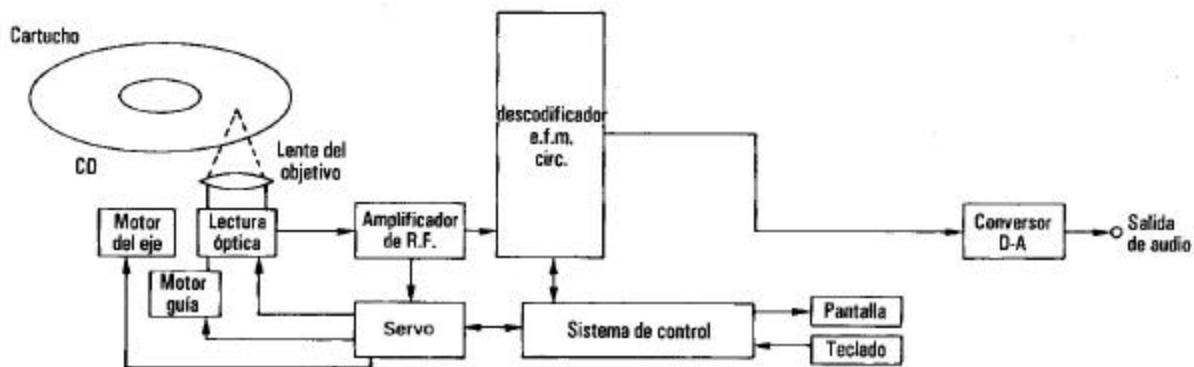 Cartucho
CD
Lente del
objetivo
Motor
del eje
Lectura
óptica
Motor
guía
Amplificador
de R.F.
descodificador
e.f.m.
circ.
Servo
Sistema de control
Pantalla
Teclado
Conversor
D-A
Salida
de audio